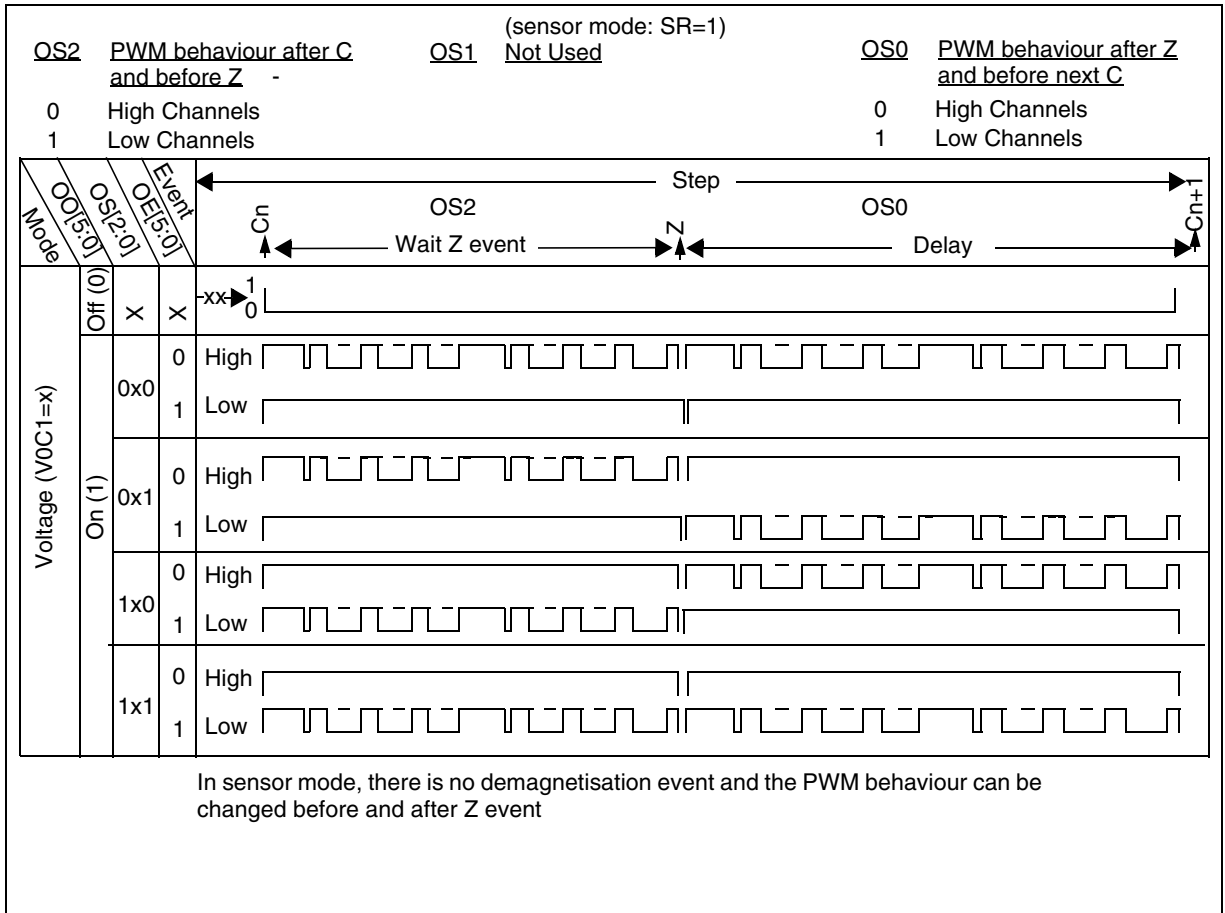 (sensor mode: SR=1)
OS2 PWM behaviour after C and before Z -
0 High Channels
1 Low Channels
OS1 Not Used
OS0 PWM behaviour after Z and before next C
0 High Channels
1 Low Channels
Mode OO[5:0] OS[2:0] OE[5:0] Event
Step
Cn OS2 Z OS0 Cn+1
Wait Z event Delay
Voltage (V0C1=x)
Off (0) X X -xx 1 0
On (1)
0x0 0 High
1 Low
0x1 0 High
1 Low
1x0 0 High
1 Low
1x1 0 High
1 Low
In sensor mode, there is no demagnetisation event and the PWM behaviour can be
changed before and after Z event